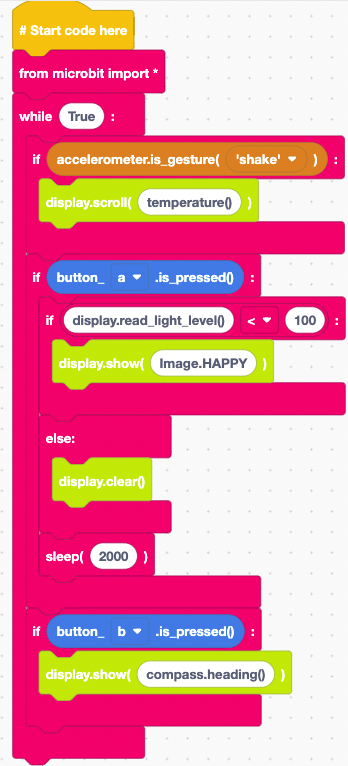 # Start code here
from microbit import *
while True :
if accelerometer.is_gesture( 'shake' ) :
display.scroll( temperature() )
if button_ a .is_pressed() :
if display.read_light_level() < 100 :
display.show( Image.HAPPY )
else:
display.clear()
sleep( 2000 )
if button_ b .is_pressed() :
display.show( compass.heading() )